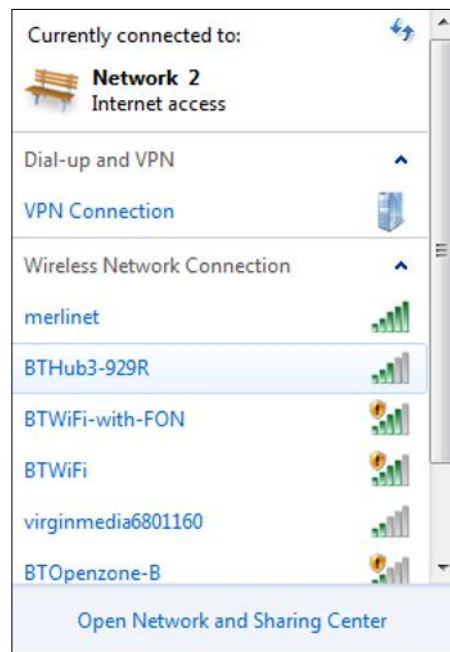 Currently connected to:
Network 2
Internet access
Dial-up and VPN
VPN Connection
Wireless Network Connection
merlinet
BTHub3-929R
BTWiFi-with-FON
BTWiFi
virginmedia6801160
BTOpenzone-B
Open Network and Sharing Center